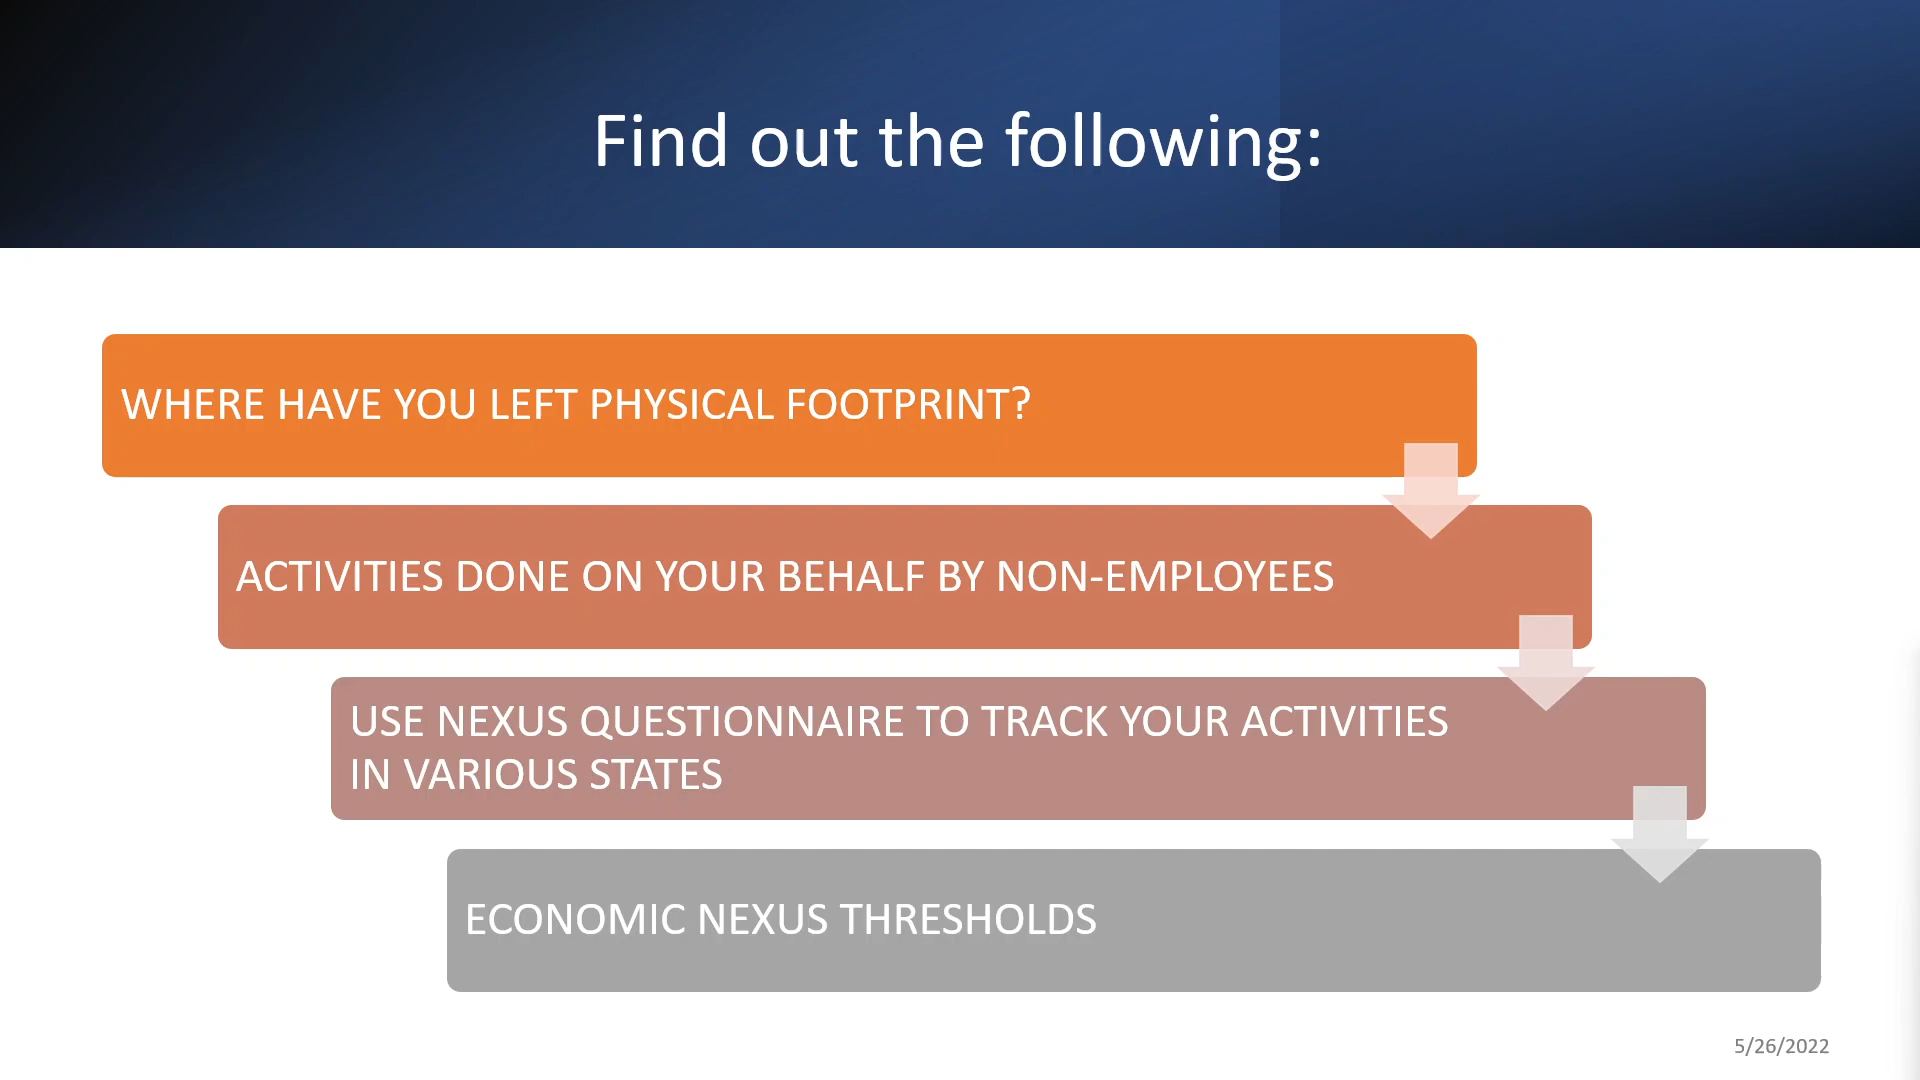 Find out the following:
WHERE HAVE YOU LEFT PHYSICAL FOOTPRINT?
ACTIVITIES DONE ON YOUR BEHALF BY NON-EMPLOYEES
USE NEXUS QUESTIONNAIRE TO TRACK YOUR ACTIVITIES
IN VARIOUS STATES
ECONOMIC NEXUS THRESHOLDS
5/26/2022